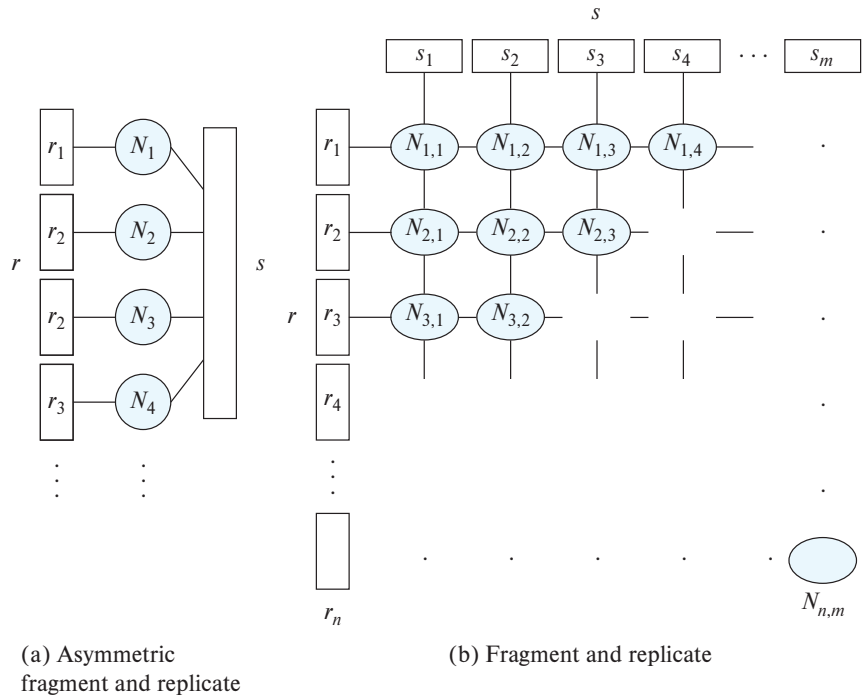 s
s1 s2 s3 s4 . . . sm
r1 N1
r2 N2
r2 N3
r3 N4
r
s
r1 N1,1 N1,2 N1,3 N1,4
r2 N2,1 N2,2 N2,3
r3 N3,1 N3,2
r
r4
rn
Nn,m
(a) Asymmetric
fragment and replicate
(b) Fragment and replicate